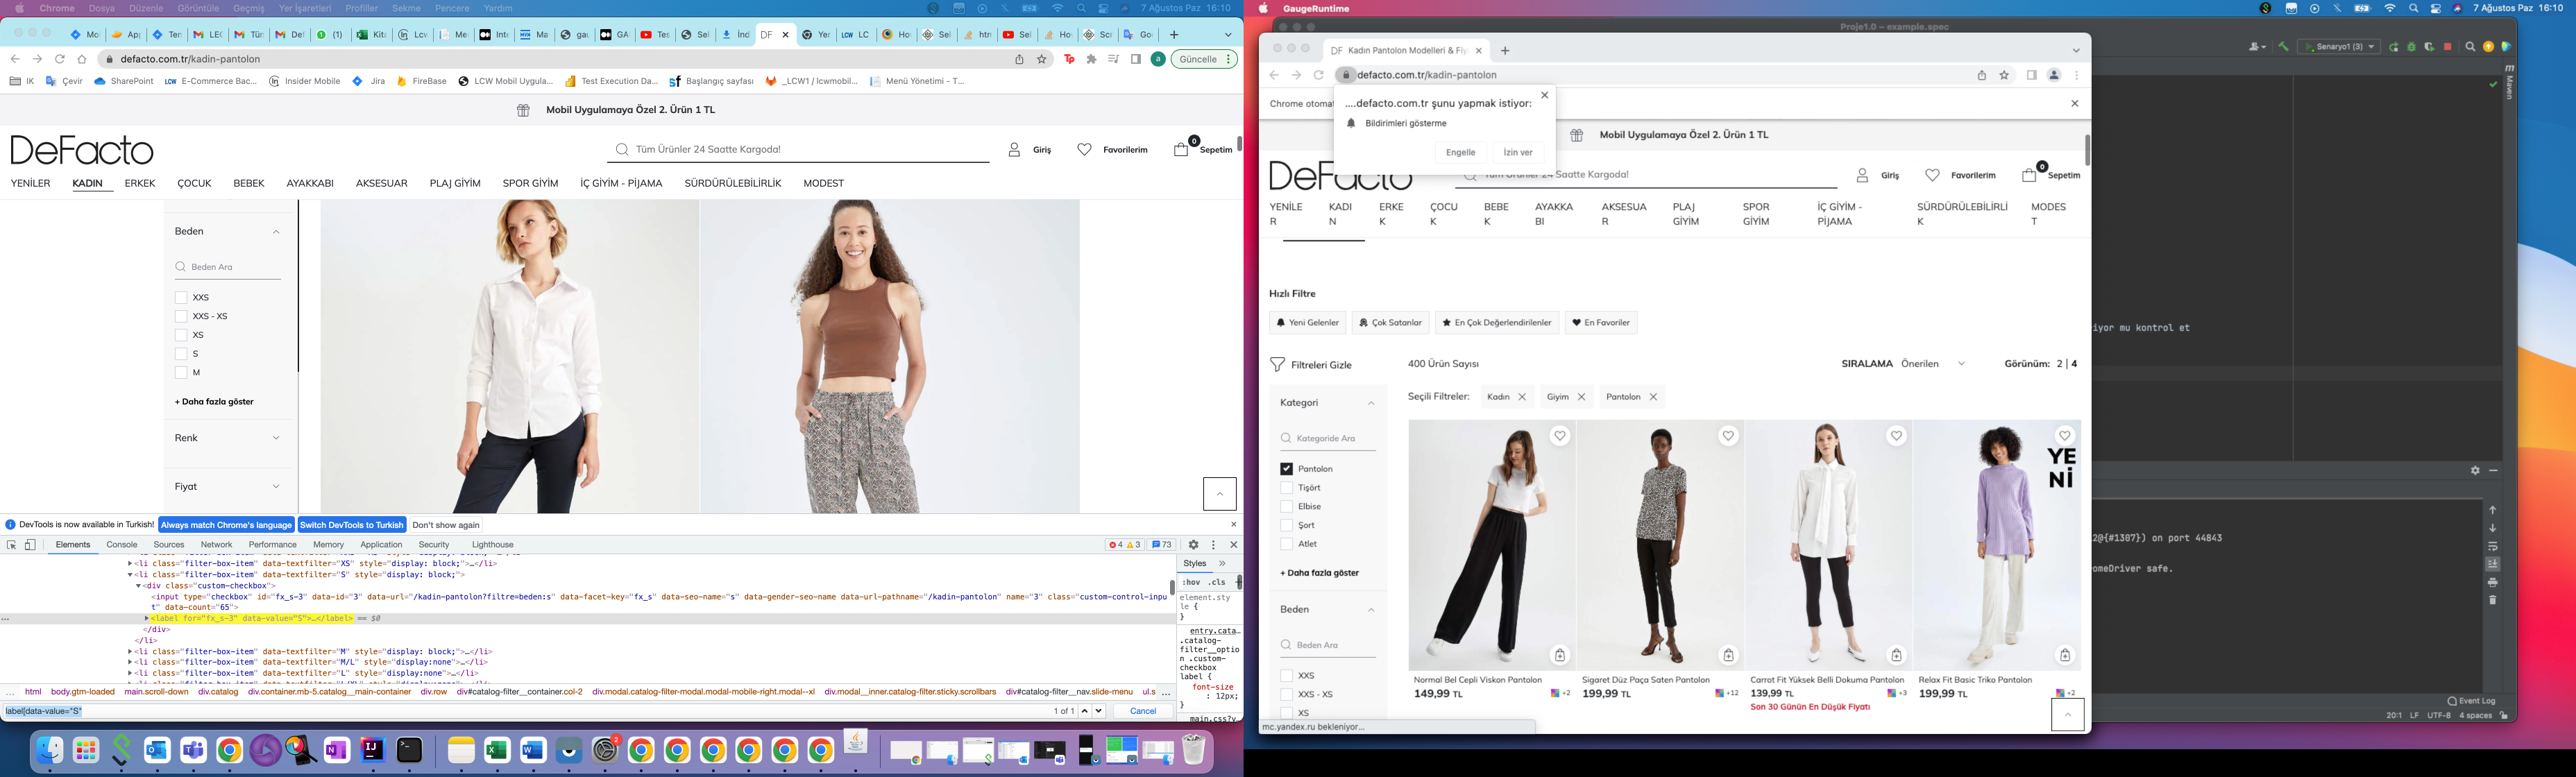 Chrome Dosya Düzenle Görüntüle Geçmiş Yer İşaretleri Profiller Sekme Pencere Yardım
7 Ağustos Paz 16:10
defacto.com.tr/kadin-pantolon
Güncelle
IK Çevir SharePoint E-Commerce Bac... Insider Mobile Jira FireBase LCW Mobil Uygula... Test Execution Da... Başlangıç sayfası _LCW1 / lcwmobil... Menü Yönetimi – T...
Mobil Uygulamaya Özel 2. Ürün 1 TL
DeFacto
Tüm Ürünler 24 Saatte Kargoda!
Giriş Favorilerim 0 Sepetim
YENİLER KADIN ERKEK ÇOCUK BEBEK AYAKKABI AKSESUAR PLAJ GİYİM SPOR GİYİM İÇ GİYİM - PİJAMA SÜRDÜRÜLEBİLİRLİK MODEST
Beden
Beden Ara
XXS
XXS - XS
XS
S
M
+ Daha fazla göster
Renk
Fiyat
DevTools is now available in Turkish! Always match Chrome's language Switch DevTools to Turkish Don't show again
Elements Console Sources Network Performance Memory Application Security Lighthouse
4 3 73
<li class="filter-box-item" data-textfilter="XS" style="display: block;">…</li>
<li class="filter-box-item" data-textfilter="S" style="display: block;">
<div class="custom-checkbox">
<input type="checkbox" id="fx_s-3" data-id="3" data-url="/kadin-pantolon?filtre=beden:s" data-facet-key="fx_s" data-seo-name="s" data-gender-seo-name data-url-pathname="/kadin-pantolon" name="3" class="custom-control-inpu
t" data-count="65">
<label for="fx_s-3" data-value="S">…</label> == $0
</div>
</li>
<li class="filter-box-item" data-textfilter="M" style="display: block;">…</li>
<li class="filter-box-item" data-textfilter="M/L" style="display:none">…</li>
<li class="filter-box-item" data-textfilter="L" style="display:none">…</li>
Styles
:hov .cls
element.sty
le {
}
entry.cata…
.catalog-
filter__optio
n .custom-
checkbox
label {
font-size
: 12px;
}
main.css?v
html body.gtm-loaded main.scroll-down div.catalog div.container.mb-5.catalog__main-container div.row div#catalog-filter__container.col-2 div.modal.catalog-filter-modal.modal-mobile-right.modal--xl div.modal__inner.catalog-filter.sticky.scrollbars div#catalog-filter__nav.slide-menu ul.s
label[data-value="S"
1 of 1 Cancel
GaugeRuntime
7 Ağustos Paz 16:10
Proje1.0 – example.spec
Senaryo1 (3)
Maven
DF Kadın Pantolon Modelleri & Fiy
defacto.com.tr/kadin-pantolon
Chrome otomat
....defacto.com.tr şunu yapmak istiyor:
Bildirimleri gösterme
Engelle İzin ver
Mobil Uygulamaya Özel 2. Ürün 1 TL
DeFacto
Tüm Ürünler 24 Saatte Kargoda!
Giriş Favorilerim 0 Sepetim
YENİLE KADI ERKE ÇOCU BEBE AYAKKA AKSESUA PLAJ SPOR İÇ GİYİM - SÜRDÜRÜLEBİLİRLİ MODES
R N K K K BI R GİYİM GİYİM PİJAMA K T
Hızlı Filtre
Yeni Gelenler Çok Satanlar En Çok Değerlendirilenler En Favoriler
Filtreleri Gizle 400 Ürün Sayısı SIRALAMA Önerilen Görünüm: 2 | 4
Seçili Filtreler: Kadın Giyim Pantolon
Kategori
Kategoride Ara
Pantolon
Tişört
Elbise
Şort
Atlet
+ Daha fazla göster
Beden
Beden Ara
XXS
XXS - XS
XS
YE
Nİ
Normal Bel Cepli Viskon Pantolon
149,99 TL +2
Sigaret Düz Paça Saten Pantolon
199,99 TL +12
Carrot Fit Yüksek Belli Dokuma Pantolon
139,99 TL +3
Son 30 Günün En Düşük Fiyatı
Relax Fit Basic Triko Pantolon
199,99 TL +2
mc.yandex.ru bekleniyor...
iyor mu kontrol et
2@{#1307}) on port 44843
omeDriver safe.
Event Log
20:1 LF UTF-8 4 spaces